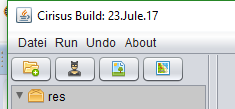 Cirisus Build: 23.Jule.17
Datei Run Undo About
res